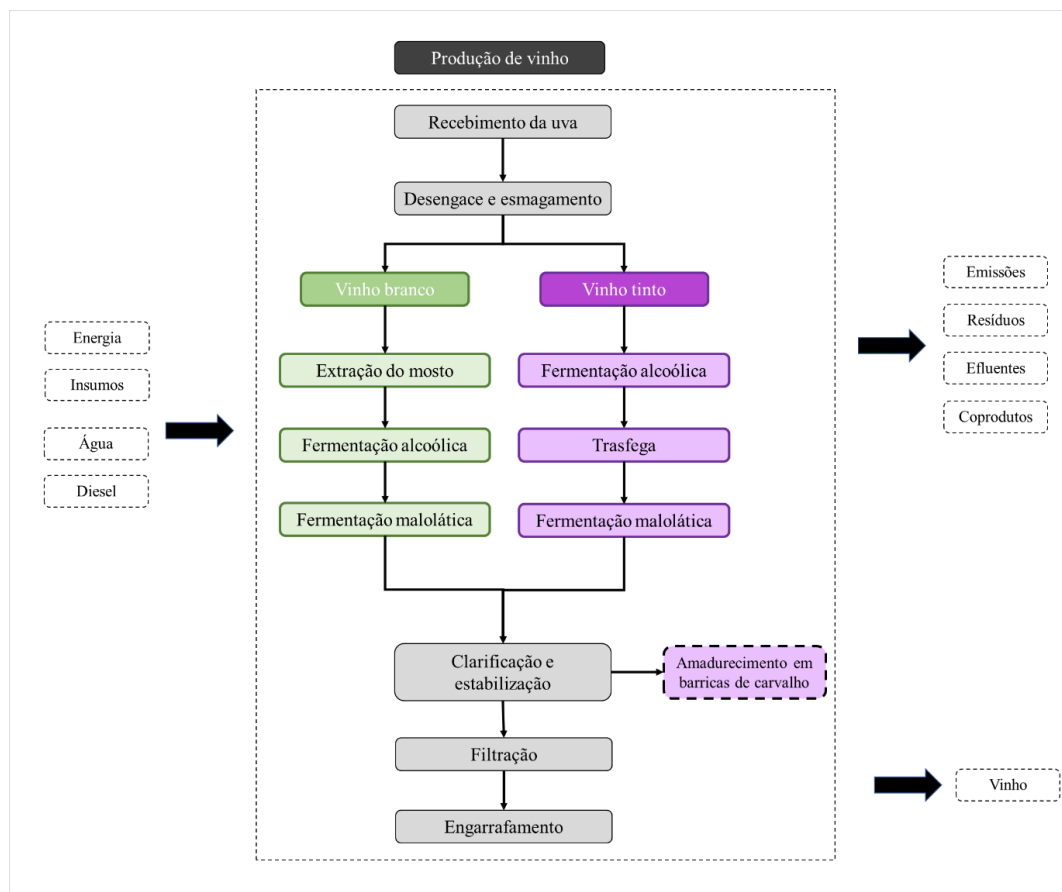 Produção de vinho
Recebimento da uva
Desengace e esmagamento
Vinho branco
Vinho tinto
Extração do mosto
Fermentação alcoólica
Fermentação alcoólica
Trasfega
Fermentação malolática
Fermentação malolática
Clarificação e
estabilização
Amadurecimento em
barricas de carvalho
Filtração
Engarrafamento
Energia
Insumos
Água
Diesel
Emissões
Resíduos
Efluentes
Coprodutos
Vinho